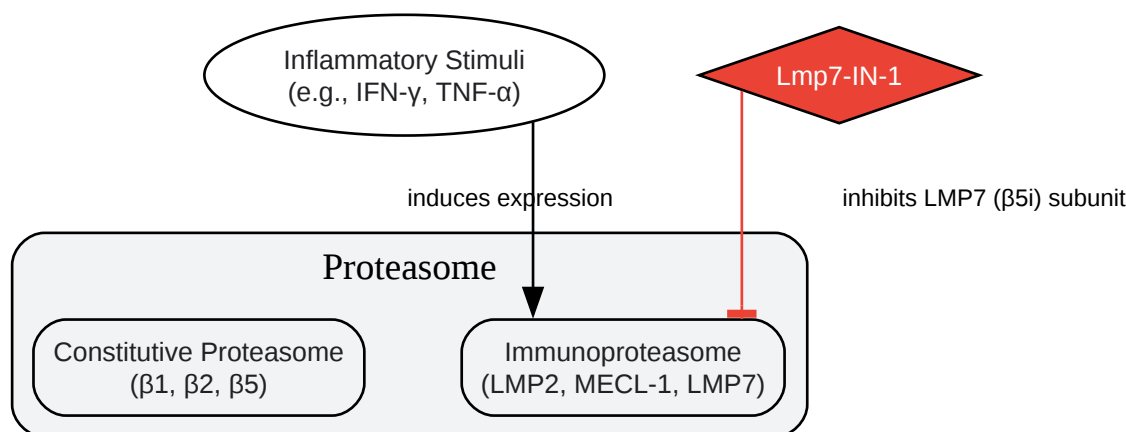 Inflammatory Stimuli
(e.g., IFN-γ, TNF-α)
Lmp7-IN-1
induces expression
inhibits LMP7 (β5i) subunit
Proteasome
Constitutive Proteasome
(β1, β2, β5)
Immunoproteasome
(LMP2, MECL-1, LMP7)